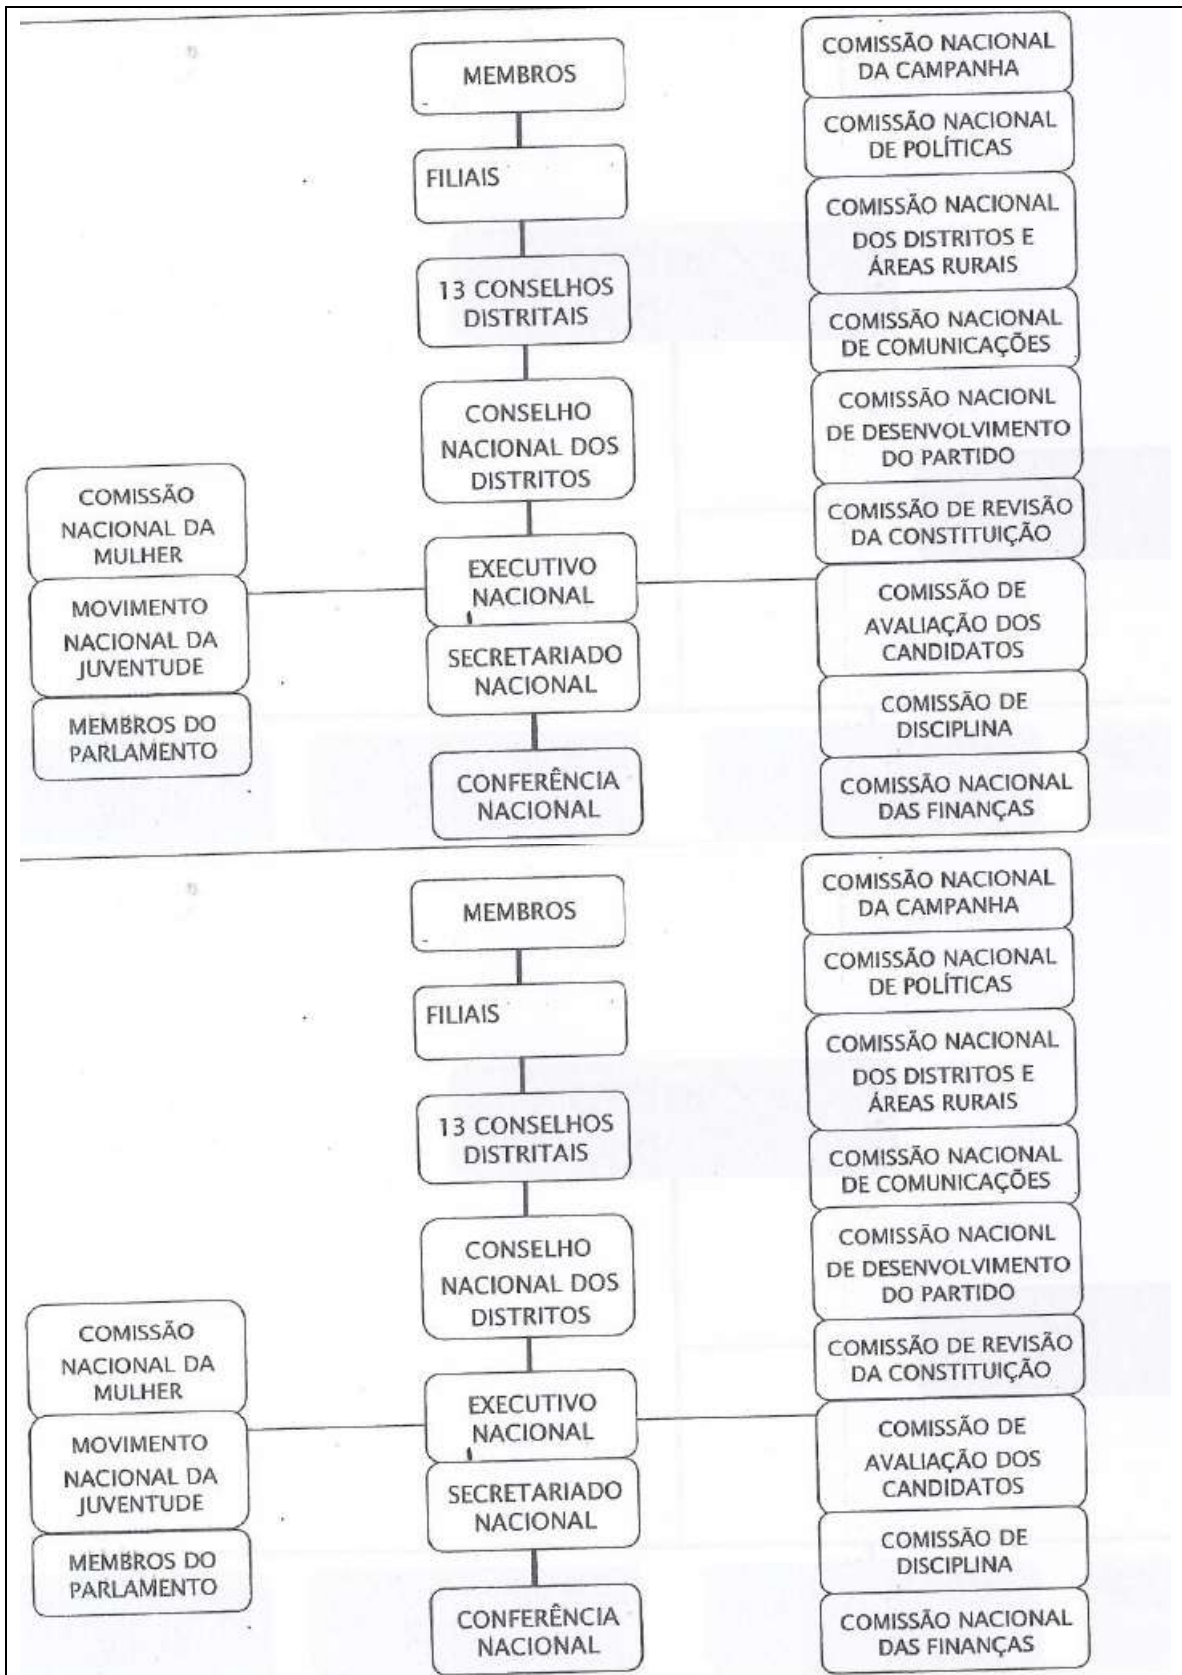 MEMBROS
FILIAIS
13 CONSELHOS
DISTRITAIS
CONSELHO
NACIONAL DOS
DISTRITOS
EXECUTIVO
NACIONAL
SECRETARIADO
NACIONAL
CONFERÊNCIA
NACIONAL
COMISSÃO
NACIONAL DA
MULHER
MOVIMENTO
NACIONAL DA
JUVENTUDE
MEMBROS DO
PARLAMENTO
COMISSÃO NACIONAL
DA CAMPANHA
COMISSÃO NACIONAL
DE POLÍTICAS
COMISSÃO NACIONAL
DOS DISTRITOS E
ÁREAS RURAIS
COMISSÃO NACIONAL
DE COMUNICAÇÕES
COMISSÃO NACIONL
DE DESENVOLVIMENTO
DO PARTIDO
COMISSÃO DE REVISÃO
DA CONSTITUIÇÃO
COMISSÃO DE
AVALIAÇÃO DOS
CANDIDATOS
COMISSÃO DE
DISCIPLINA
COMISSÃO NACIONAL
DAS FINANÇAS
MEMBROS
FILIAIS
13 CONSELHOS
DISTRITAIS
CONSELHO
NACIONAL DOS
DISTRITOS
EXECUTIVO
NACIONAL
SECRETARIADO
NACIONAL
CONFERÊNCIA
NACIONAL
COMISSÃO
NACIONAL DA
MULHER
MOVIMENTO
NACIONAL DA
JUVENTUDE
MEMBROS DO
PARLAMENTO
COMISSÃO NACIONAL
DA CAMPANHA
COMISSÃO NACIONAL
DE POLÍTICAS
COMISSÃO NACIONAL
DOS DISTRITOS E
ÁREAS RURAIS
COMISSÃO NACIONAL
DE COMUNICAÇÕES
COMISSÃO NACIONL
DE DESENVOLVIMENTO
DO PARTIDO
COMISSÃO DE REVISÃO
DA CONSTITUIÇÃO
COMISSÃO DE
AVALIAÇÃO DOS
CANDIDATOS
COMISSÃO DE
DISCIPLINA
COMISSÃO NACIONAL
DAS FINANÇAS